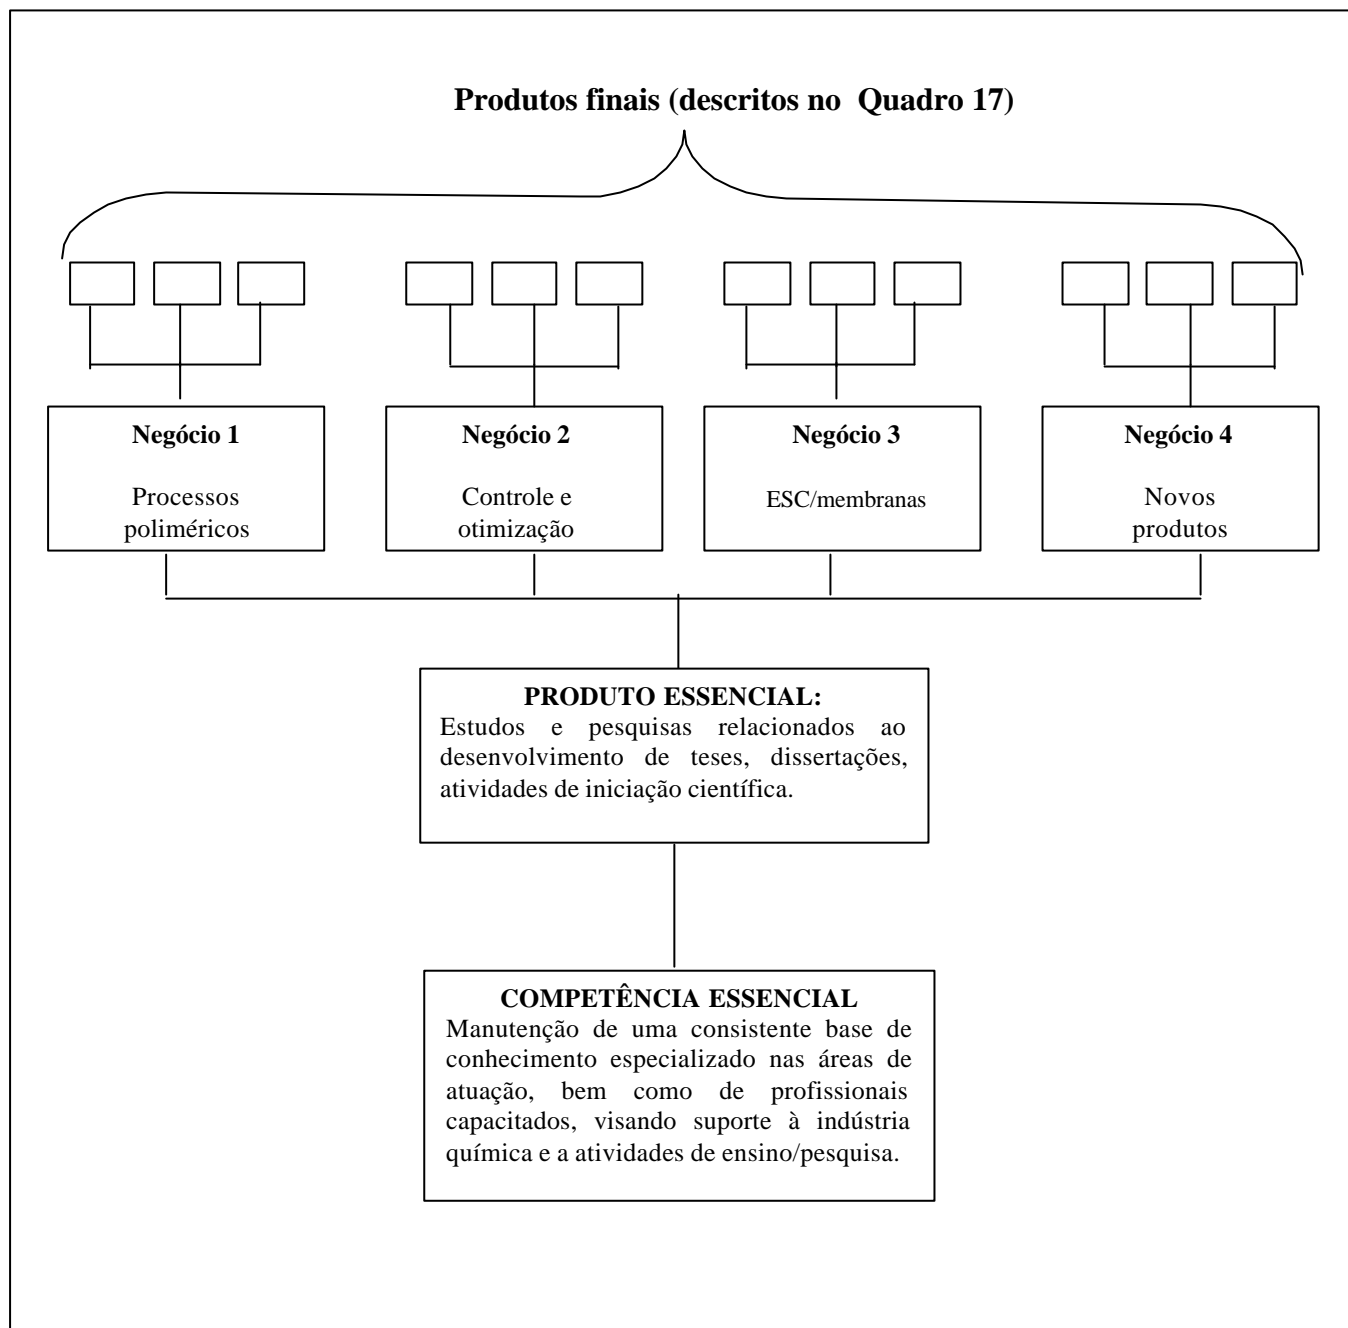 Produtos finais (descritos no Quadro 17)
Negócio 1
Processos
poliméricos
Negócio 2
Controle e
otimização
Negócio 3
ESC/membranas
Negócio 4
Novos
produtos
PRODUTO ESSENCIAL:
Estudos e pesquisas relacionados ao
desenvolvimento de teses, dissertações,
atividades de iniciação científica.
COMPETÊNCIA ESSENCIAL
Manutenção de uma consistente base de
conhecimento especializado nas áreas de
atuação, bem como de profissionais
capacitados, visando suporte à indústria
química e a atividades de ensino/pesquisa.